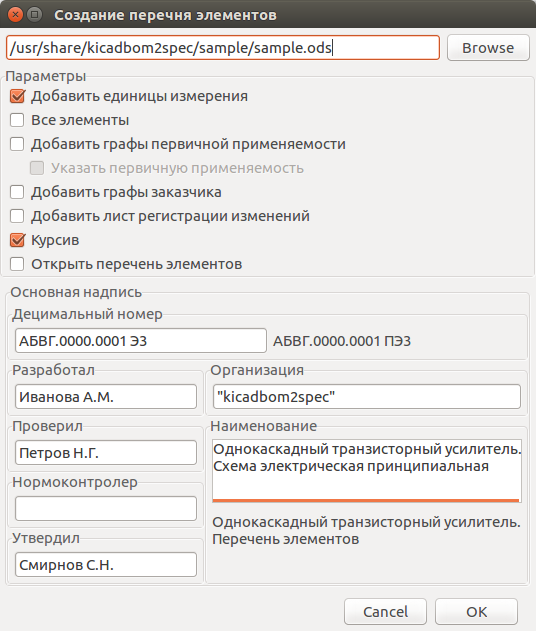 Создание перечня элементов
/usr/share/kicadbom2spec/sample/sample.ods
Browse
Параметры
Добавить единицы измерения
Все элементы
Добавить графы первичной применяемости
Указать первичную применяемость
Добавить графы заказчика
Добавить лист регистрации изменений
Курсив
Открыть перечень элементов
Основная надпись
Децимальный номер
АБВГ.0000.0001 Э3
АБВГ.0000.0001 ПЭ3
Разработал
Иванова А.М.
Организация
"kicadbom2spec"
Проверил
Петров Н.Г.
Наименование
Однокаскадный транзисторный усилитель.
Схема электрическая принципиальная
Нормоконтролер
Однокаскадный транзисторный усилитель.
Перечень элементов
Утвердил
Смирнов С.Н.
Cancel
OK